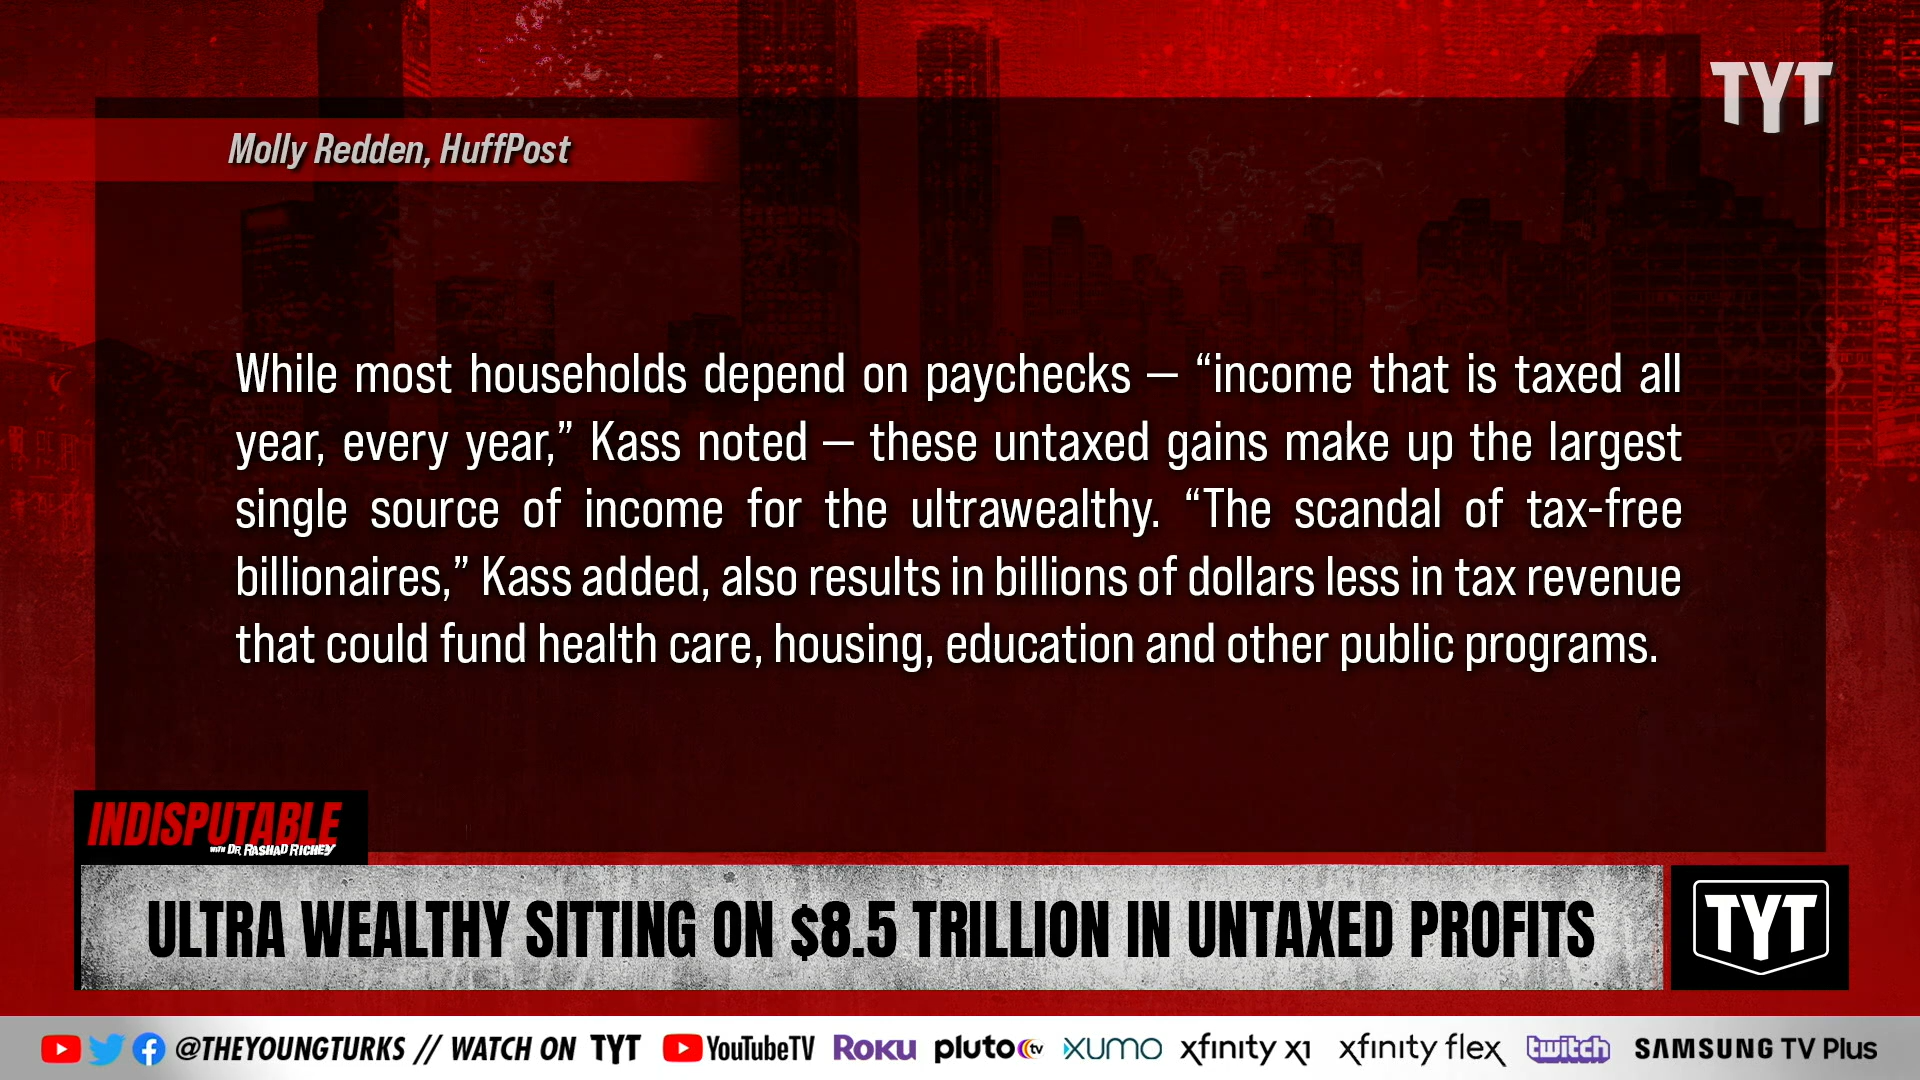 TYT
Molly Redden, HuffPost
While most households depend on paychecks – “income that is taxed all
year, every year,” Kass noted – these untaxed gains make up the largest
single source of income for the ultrawealthy. “The scandal of tax-free
billionaires,” Kass added, also results in billions of dollars less in tax revenue
that could fund health care, housing, education and other public programs.
INDISPUTABLE
WITH DR RASHAD RICHEY
ULTRA WEALTHY SITTING ON $8.5 TRILLION IN UNTAXED PROFITS
TYT
@THEYOUNGTURKS // WATCH ON TYT YouTubeTV ROKU pluto tv XUMO xfinity x1 xfinity flex twitch SAMSUNG TV Plus